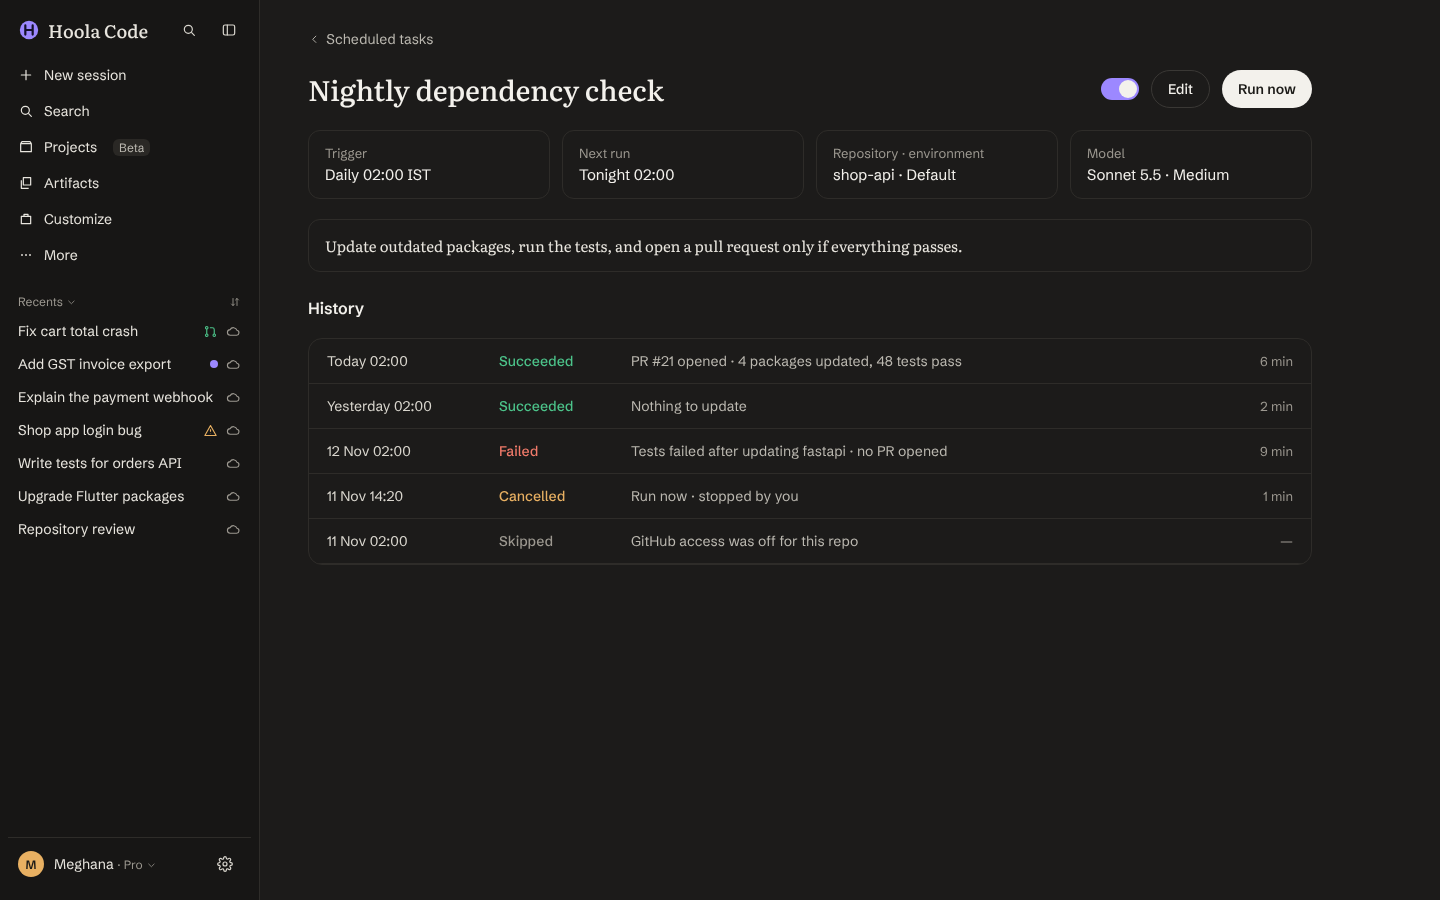 Hoola Code
New session
Search
Projects Beta
Artifacts
Customize
More
Recents
Fix cart total crash
Add GST invoice export
Explain the payment webhook
Shop app login bug
Write tests for orders API
Upgrade Flutter packages
Repository review
M Meghana · Pro
Scheduled tasks
Nightly dependency check
Edit Run now
Trigger
Daily 02:00 IST
Next run
Tonight 02:00
Repository · environment
shop-api · Default
Model
Sonnet 5.5 · Medium
Update outdated packages, run the tests, and open a pull request only if everything passes.
History
Today 02:00 Succeeded PR #21 opened · 4 packages updated, 48 tests pass 6 min
Yesterday 02:00 Succeeded Nothing to update 2 min
12 Nov 02:00 Failed Tests failed after updating fastapi · no PR opened 9 min
11 Nov 14:20 Cancelled Run now · stopped by you 1 min
11 Nov 02:00 Skipped GitHub access was off for this repo —